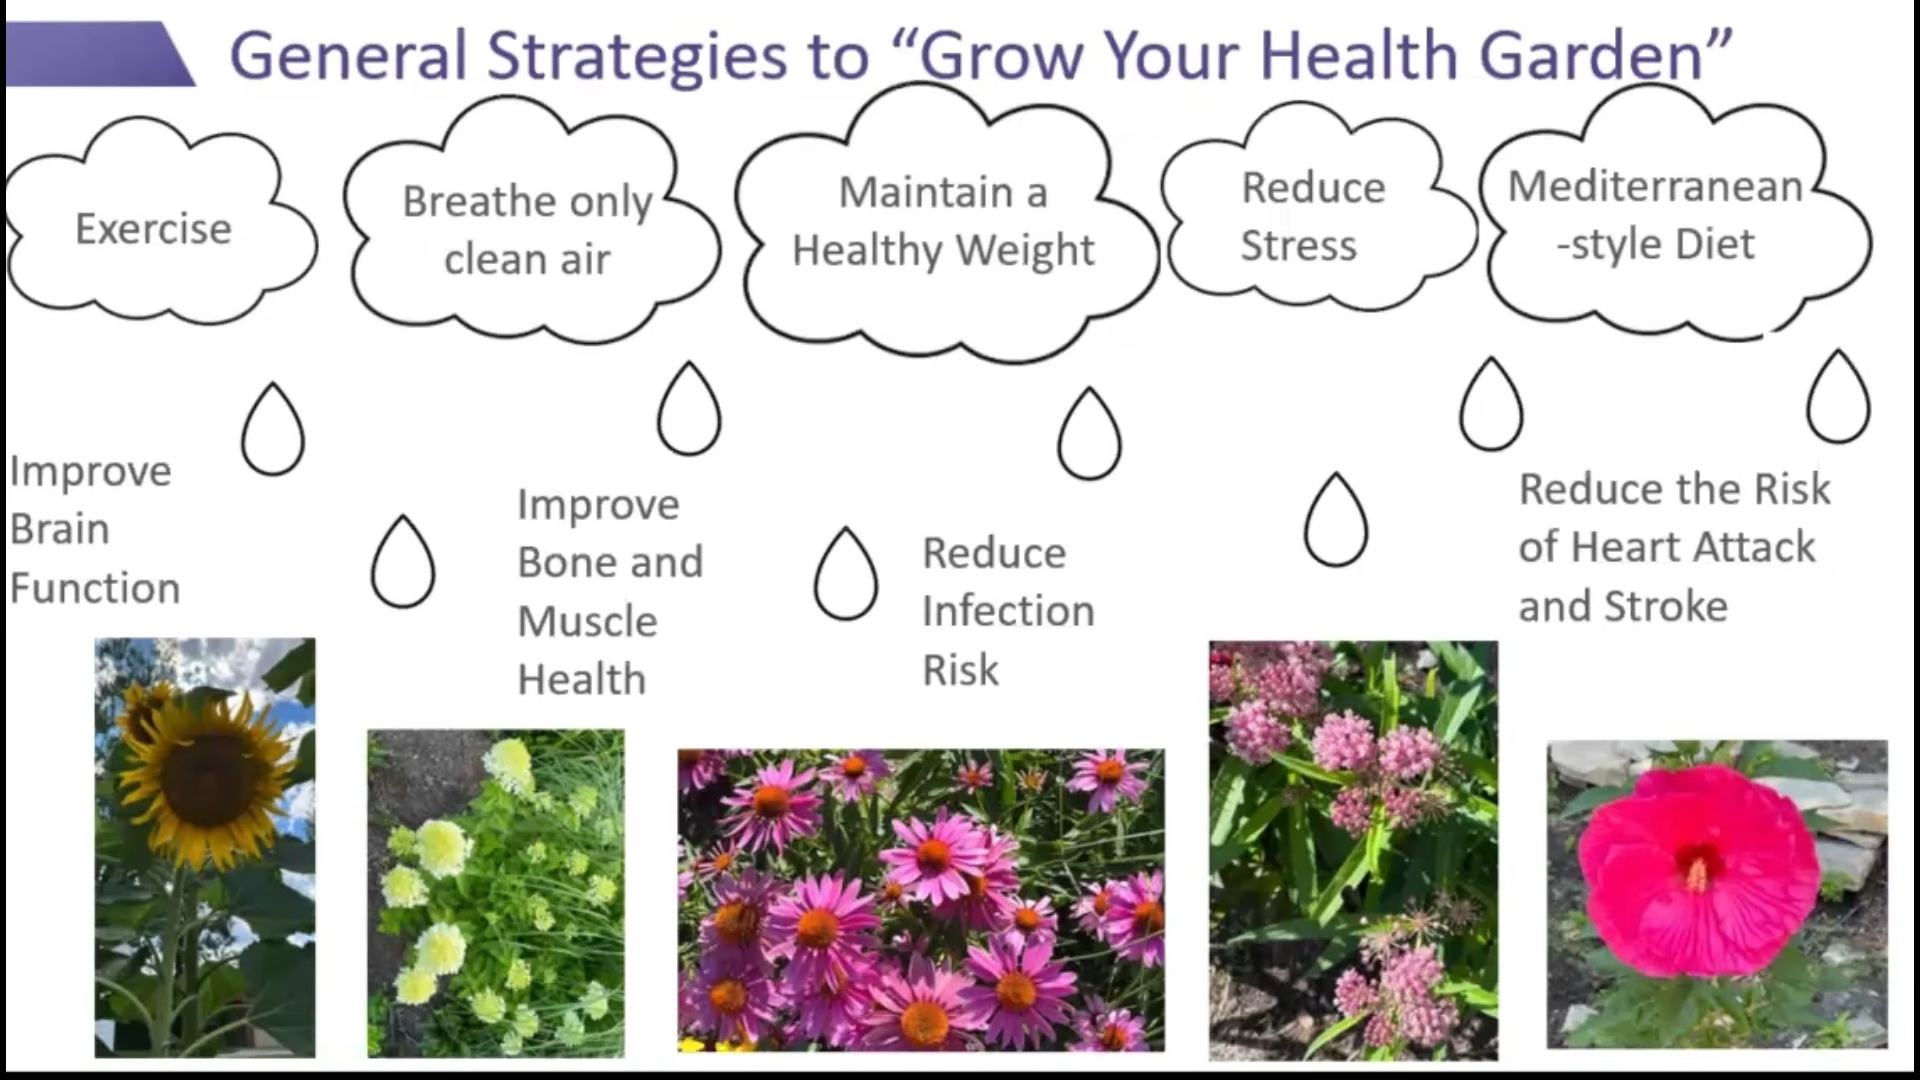 General Strategies to “Grow Your Health Garden”
Exercise
Breathe only
clean air
Maintain a
Healthy Weight
Reduce
Stress
Mediterranean
-style Diet
Improve
Brain
Function
Improve
Bone and
Muscle
Health
Reduce
Infection
Risk
Reduce the Risk
of Heart Attack
and Stroke